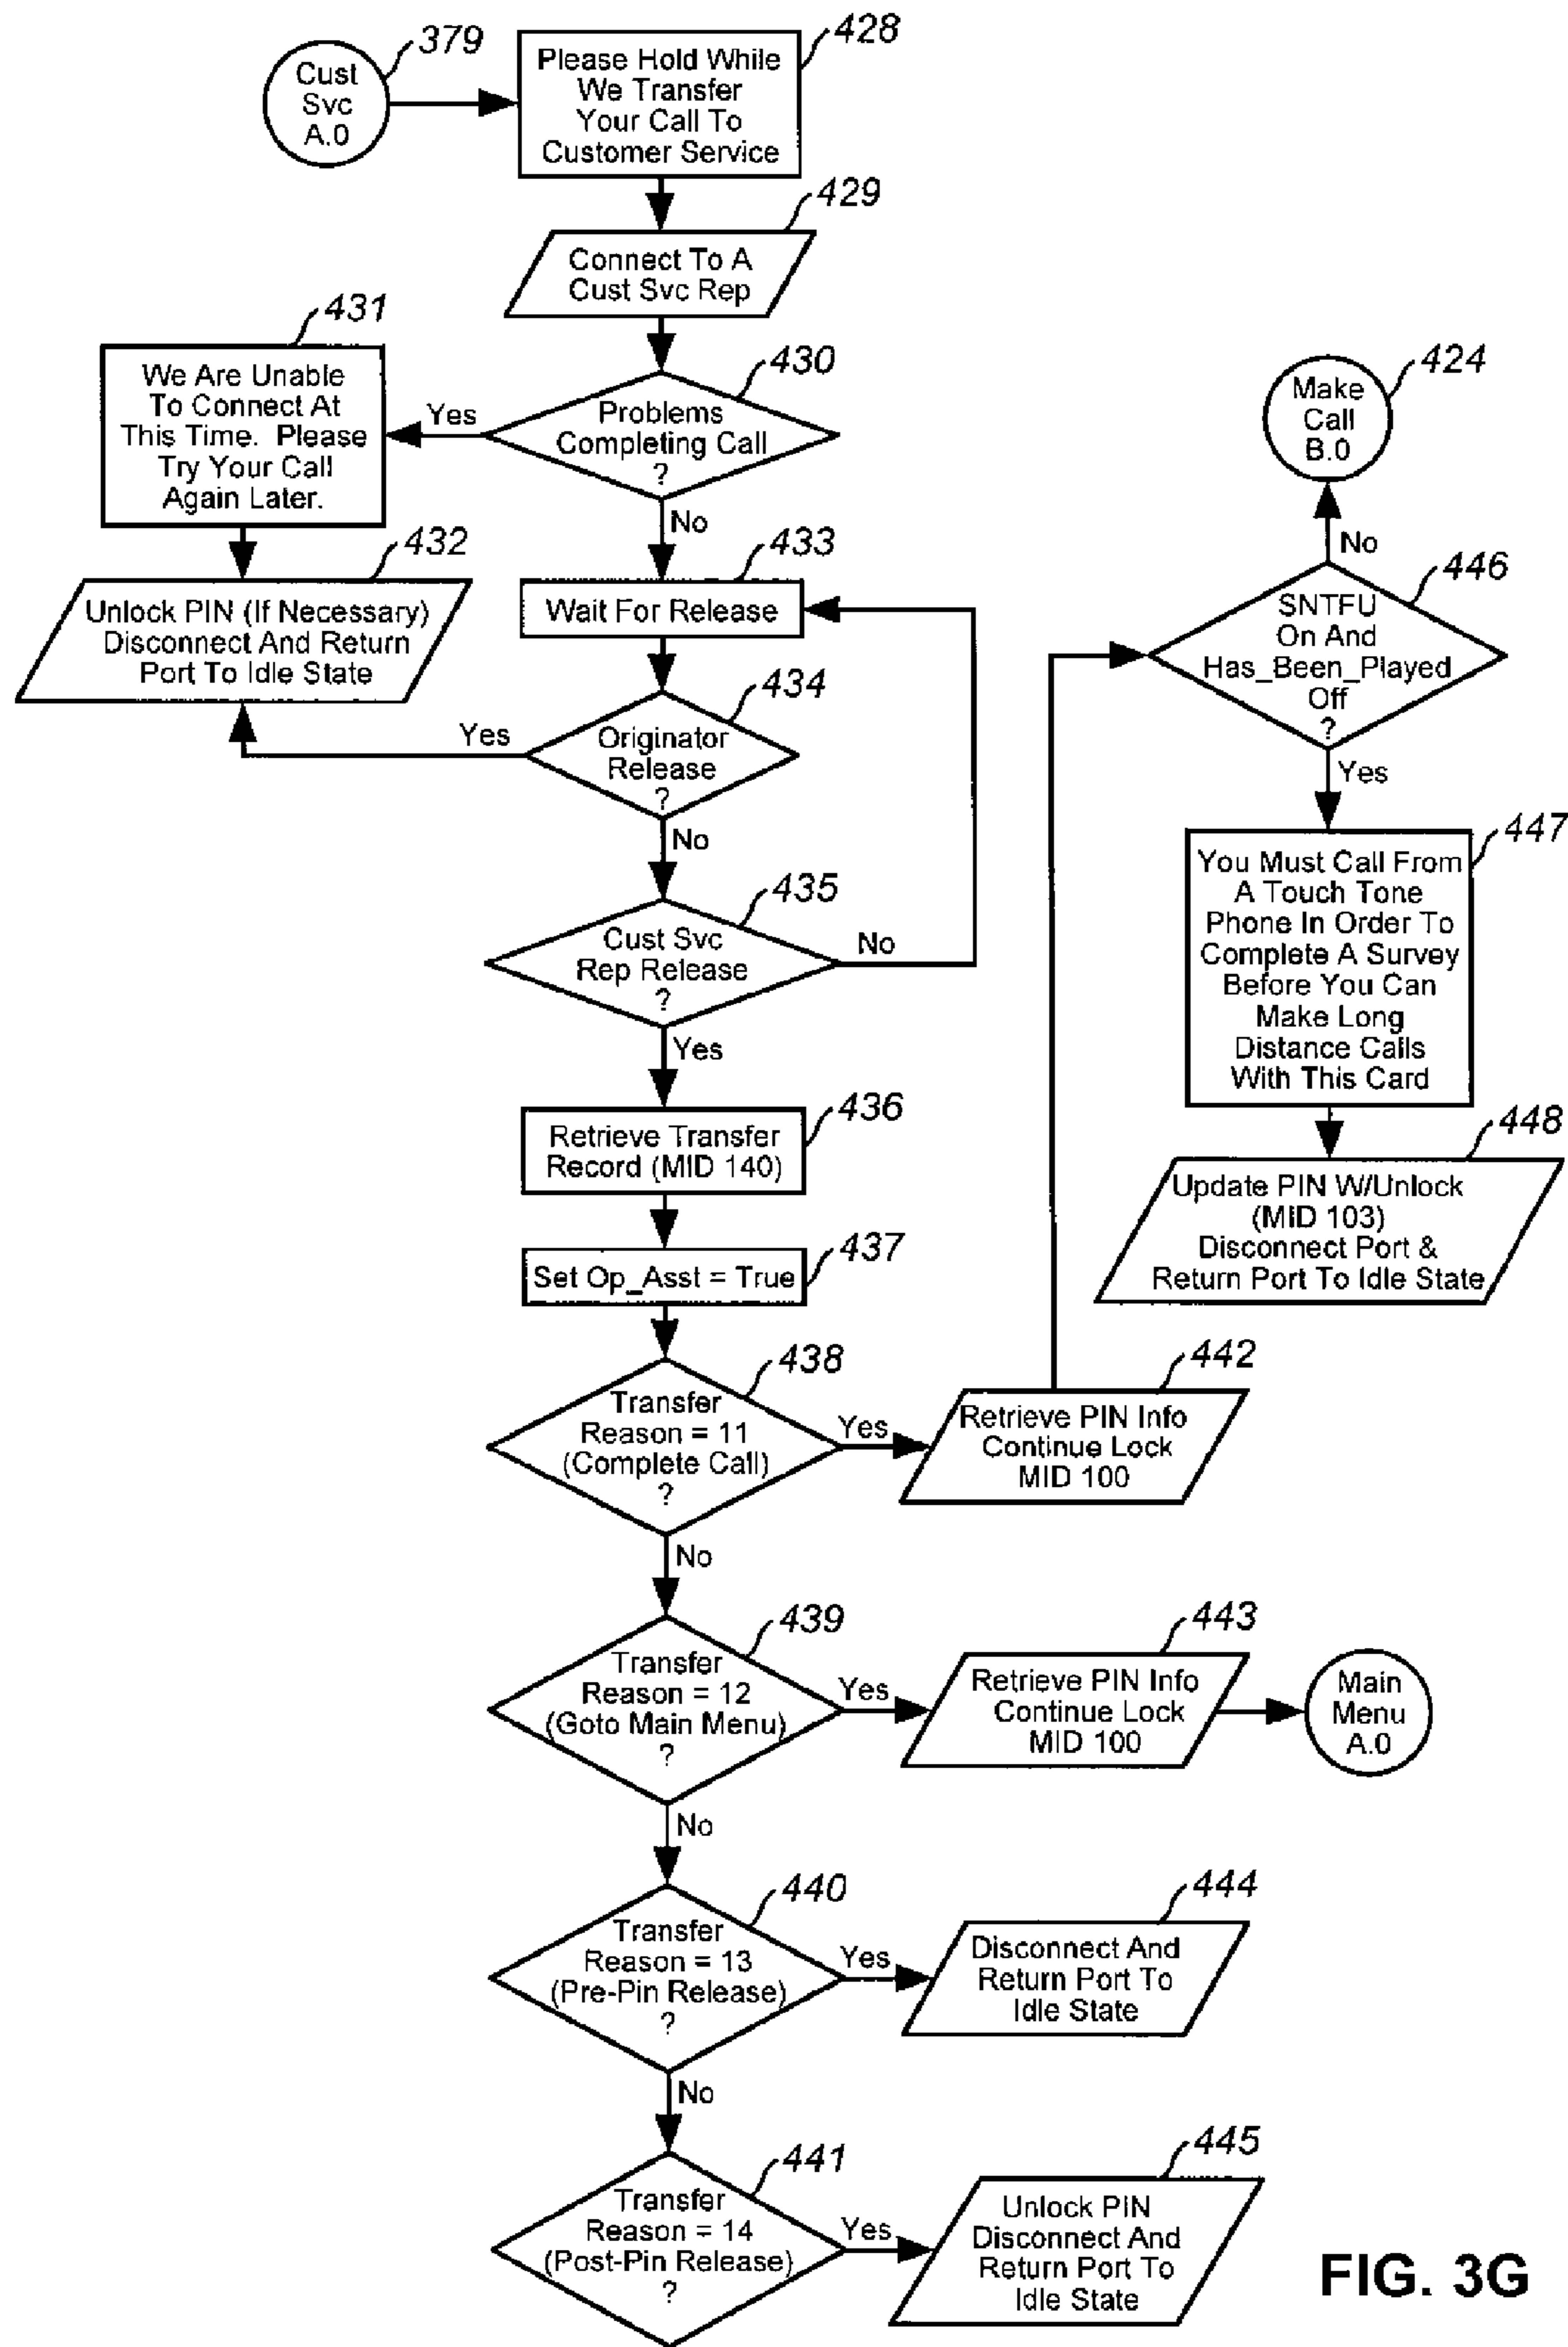 379
Cust
Svc
A.0
428
Please Hold While
We Transfer
Your Call To
Customer Service
429
Connect To A
Cust Svc Rep
430
Problems
Completing Call
?
Yes
No
431
We Are Unable
To Connect At
This Time. Please
Try Your Call
Again Later.
432
Unlock PIN (If Necessary)
Disconnect And Return
Port To Idle State
433
Wait For Release
434
Originator
Release
?
Yes
No
435
Cust Svc
Rep Release
?
No
Yes
436
Retrieve Transfer
Record (MID 140)
437
Set Op_Asst = True
438
Transfer
Reason = 11
(Complete Call)
?
Yes
No
442
Retrieve PIN Info
Continue Lock
MID 100
424
Make
Call
B.0
No
446
SNTFU
On And
Has_Been_Played
Off
?
Yes
447
You Must Call From
A Touch Tone
Phone In Order To
Complete A Survey
Before You Can
Make Long
Distance Calls
With This Card
448
Update PIN W/Unlock
(MID 103)
Disconnect Port &
Return Port To Idle State
439
Transfer
Reason = 12
(Goto Main Menu)
?
Yes
No
443
Retrieve PIN Info
Continue Lock
MID 100
Main
Menu
A.0
440
Transfer
Reason = 13
(Pre-Pin Release)
?
Yes
No
444
Disconnect And
Return Port To
Idle State
441
Transfer
Reason = 14
(Post-Pin Release)
?
Yes
445
Unlock PIN
Disconnect And
Return Port To
Idle State
FIG. 3G